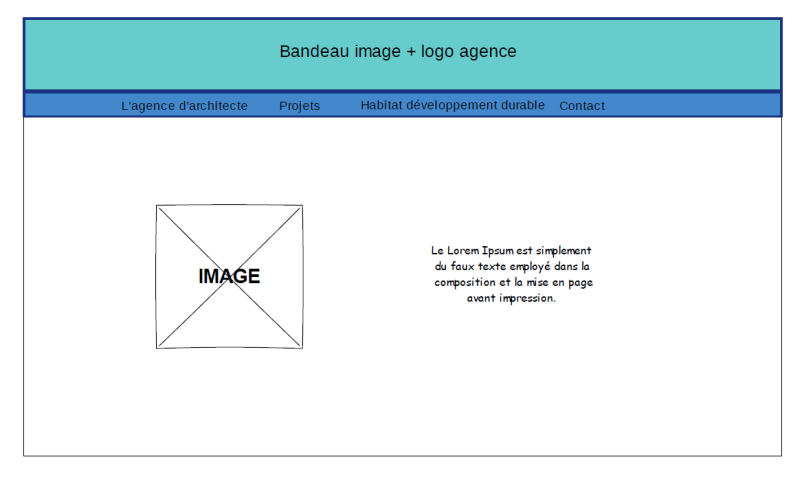 Bandeau image + logo agence
L'agence d'architecte Projets Habitat développement durable Contact
IMAGE
Le Lorem Ipsum est simplement
du faux texte employé dans la
composition et la mise en page
avant impression.